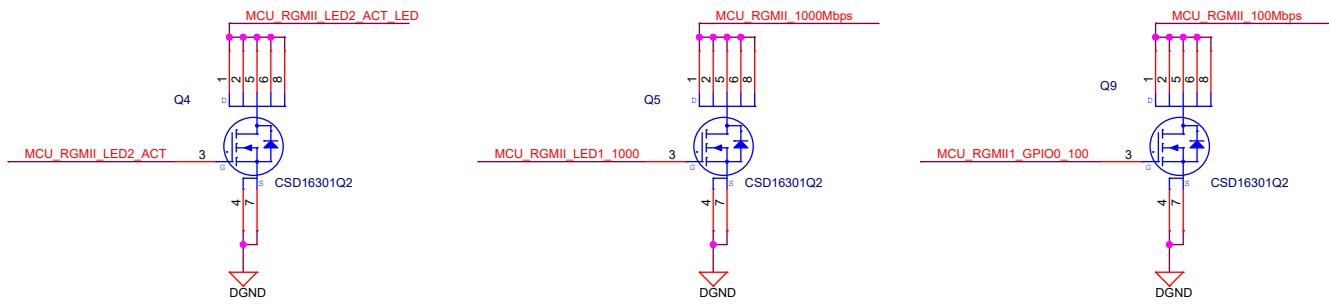 MCU_RGMII_LED2_ACT_LED
MCU_RGMII_1000Mbps
MCU_RGMII_100Mbps
1 2 5 6 8
1 2 5 6 8
1 2 5 6 8
Q4
D
Q5
D
Q9
D
MCU_RGMII_LED2_ACT
3
G
MCU_RGMII_LED1_1000
3
G
MCU_RGMII1_GPIO0_100
3
G
S
CSD16301Q2
S
CSD16301Q2
S
CSD16301Q2
4 7
4 7
4 7
DGND
DGND
DGND